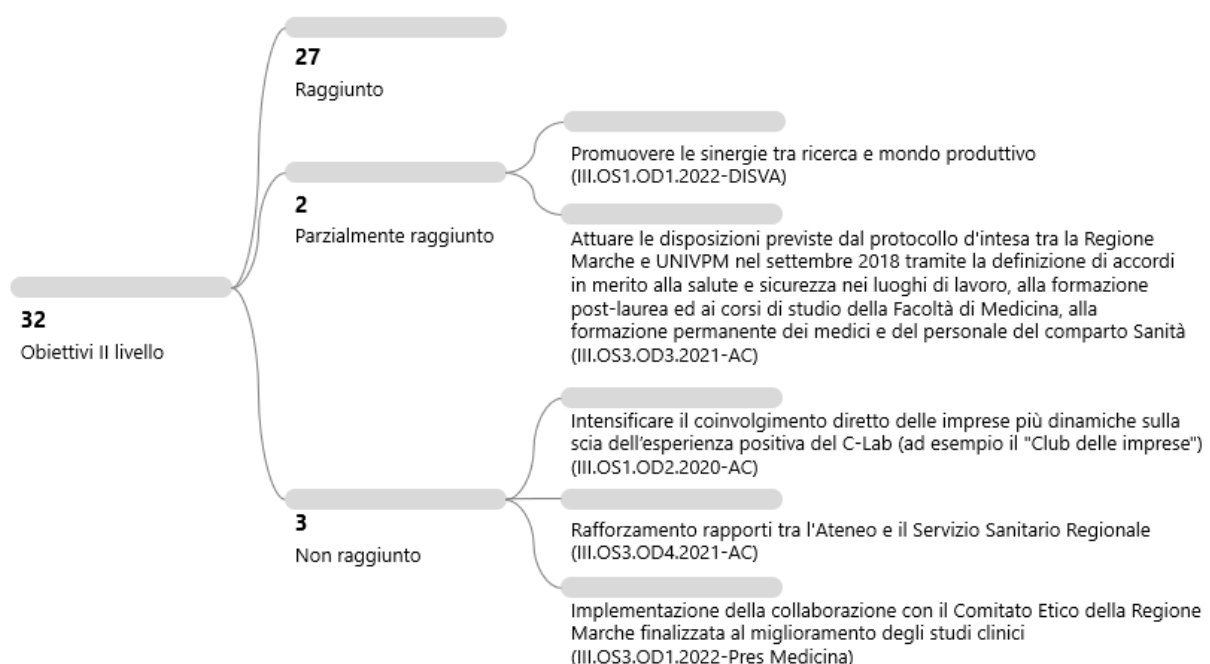 27
Raggiunto
2
Parzialmente raggiunto
Promuovere le sinergie tra ricerca e mondo produttivo
(III.OS1.OD1.2022-DISVA)
Attuare le disposizioni previste dal protocollo d'intesa tra la Regione
Marche e UNIVPM nel settembre 2018 tramite la definizione di accordi
in merito alla salute e sicurezza nei luoghi di lavoro, alla formazione
post-laurea ed ai corsi di studio della Facoltà di Medicina, alla
formazione permanente dei medici e del personale del comparto Sanità
(III.OS3.OD3.2021-AC)
32
Obiettivi II livello
3
Non raggiunto
Intensificare il coinvolgimento diretto delle imprese più dinamiche sulla
scia dell'esperienza positiva del C-Lab (ad esempio il "Club delle imprese")
(III.OS1.OD2.2020-AC)
Rafforzamento rapporti tra l'Ateneo e il Servizio Sanitario Regionale
(III.OS3.OD4.2021-AC)
Implementazione della collaborazione con il Comitato Etico della Regione
Marche finalizzata al miglioramento degli studi clinici
(III.OS3.OD1.2022-Pres Medicina)